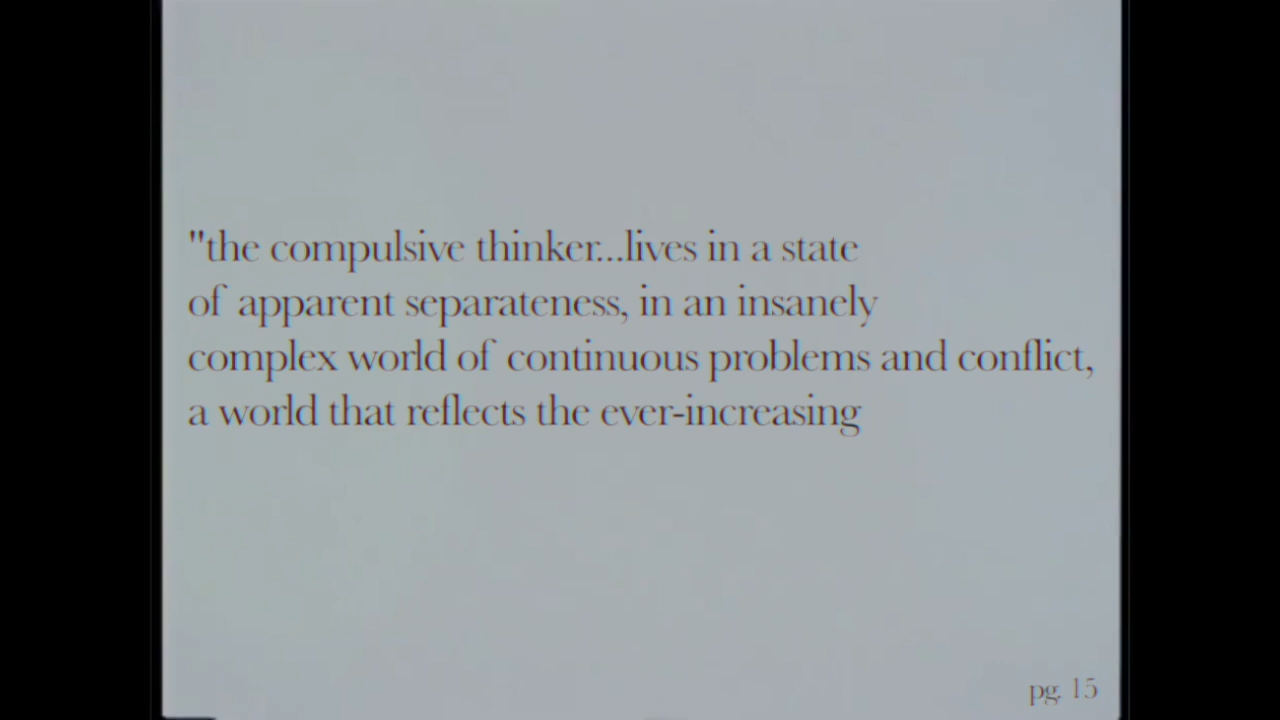 "the compulsive thinker...lives in a state
of apparent separateness, in an insanely
complex world of continuous problems and conflict,
a world that reflects the ever-increasing
pg. 15